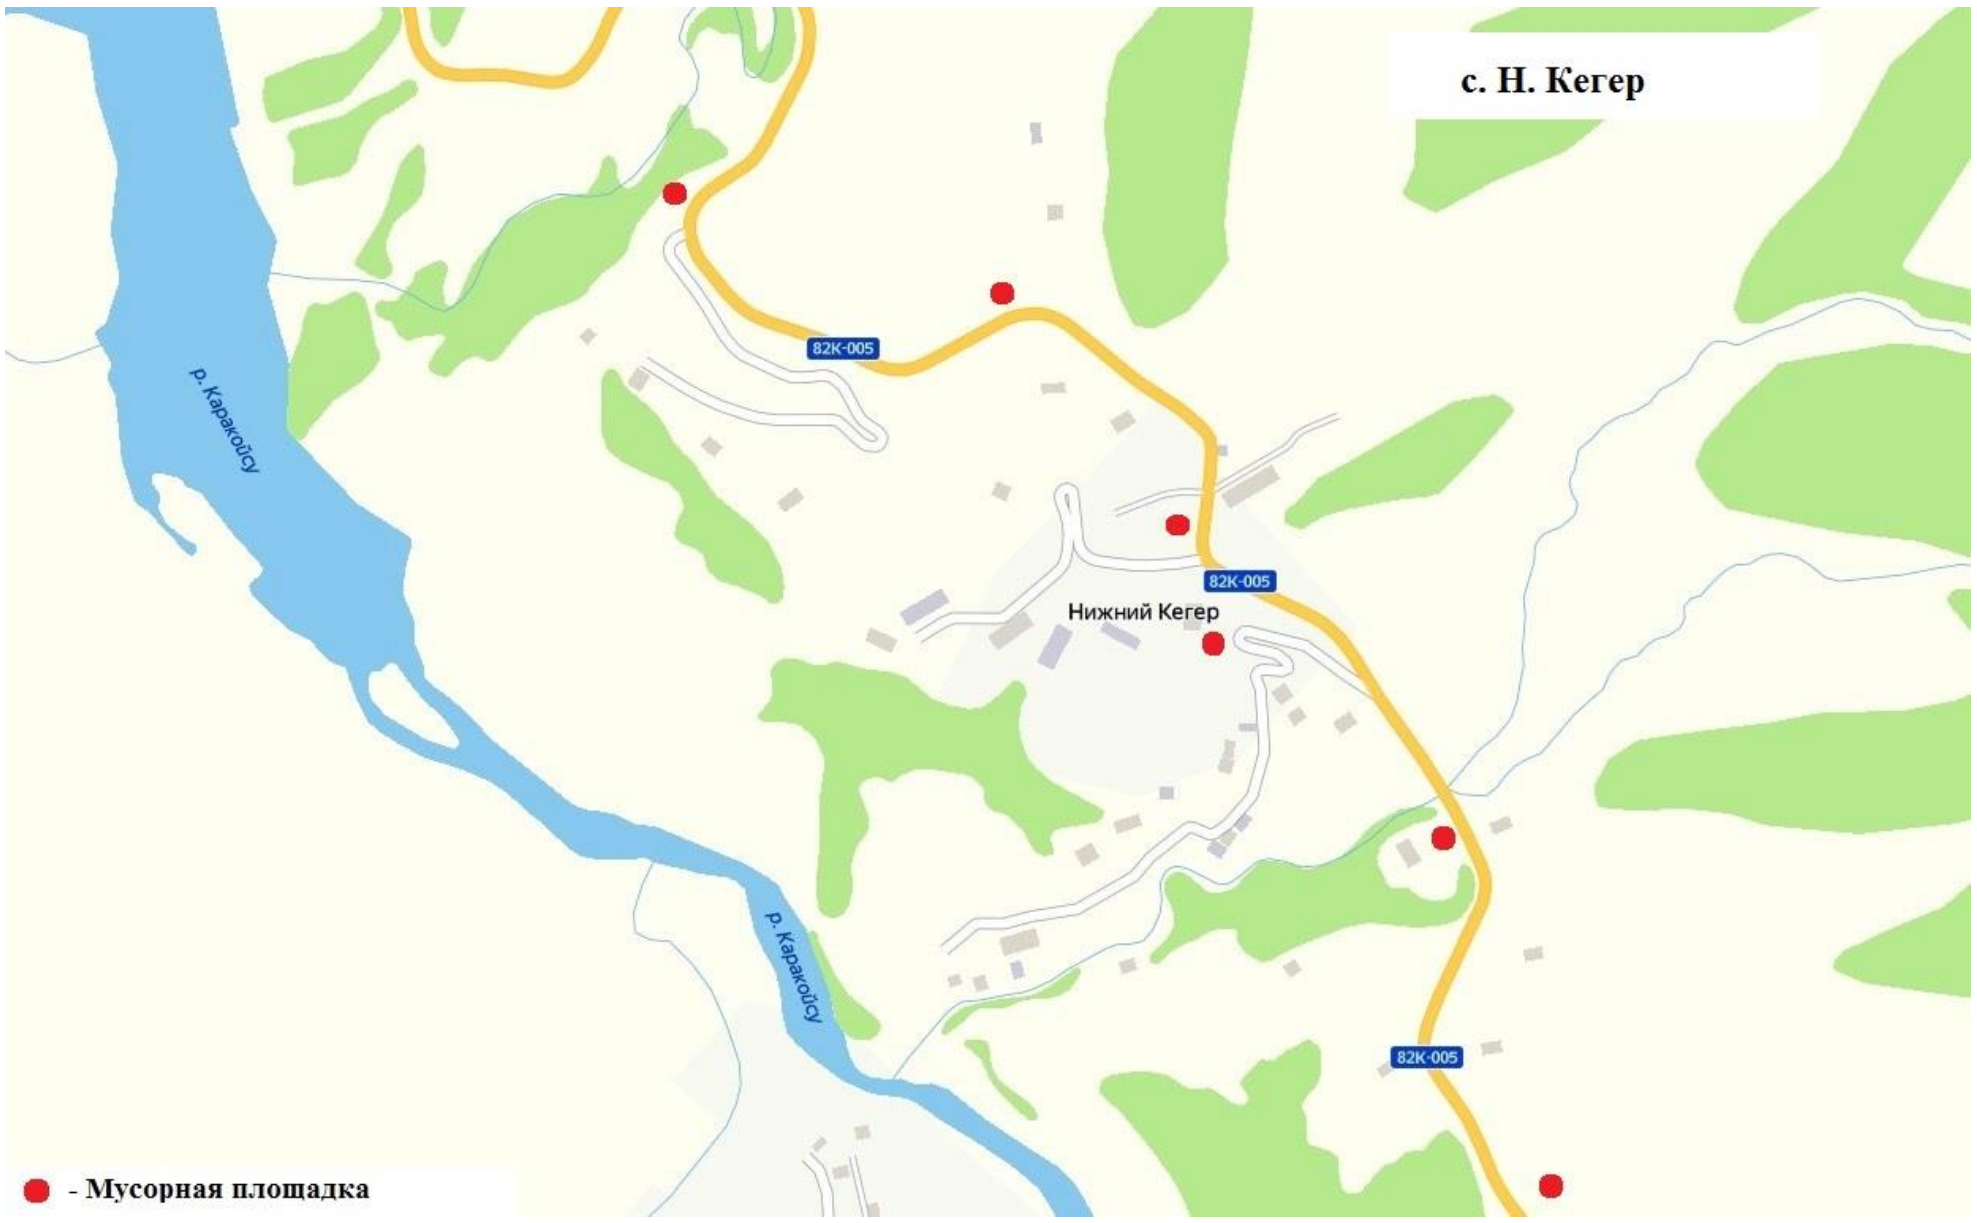 с. Н. Кегер
82К-005
р. Каракойсу
82К-005
Нижний Кегер
р. Каракойсу
82К-005
- Мусорная площадка